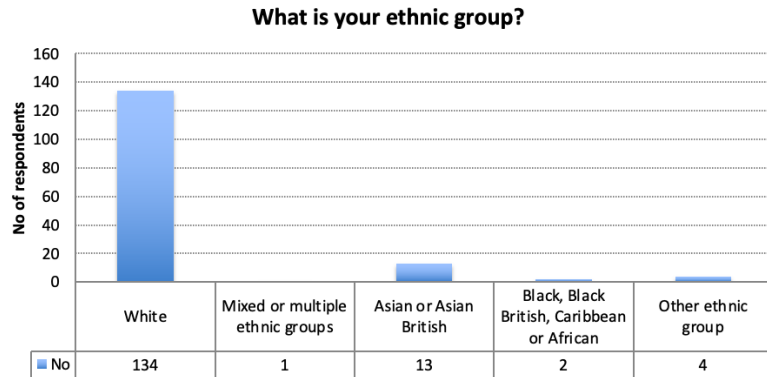 What is your ethnic group?
160
140
120
100
80
60
40
20
0
No of respondents
White
Mixed or multiple
ethnic groups
Asian or Asian
British
Black, Black
British, Caribbean
or African
Other ethnic
group
No 134 1 13 2 4